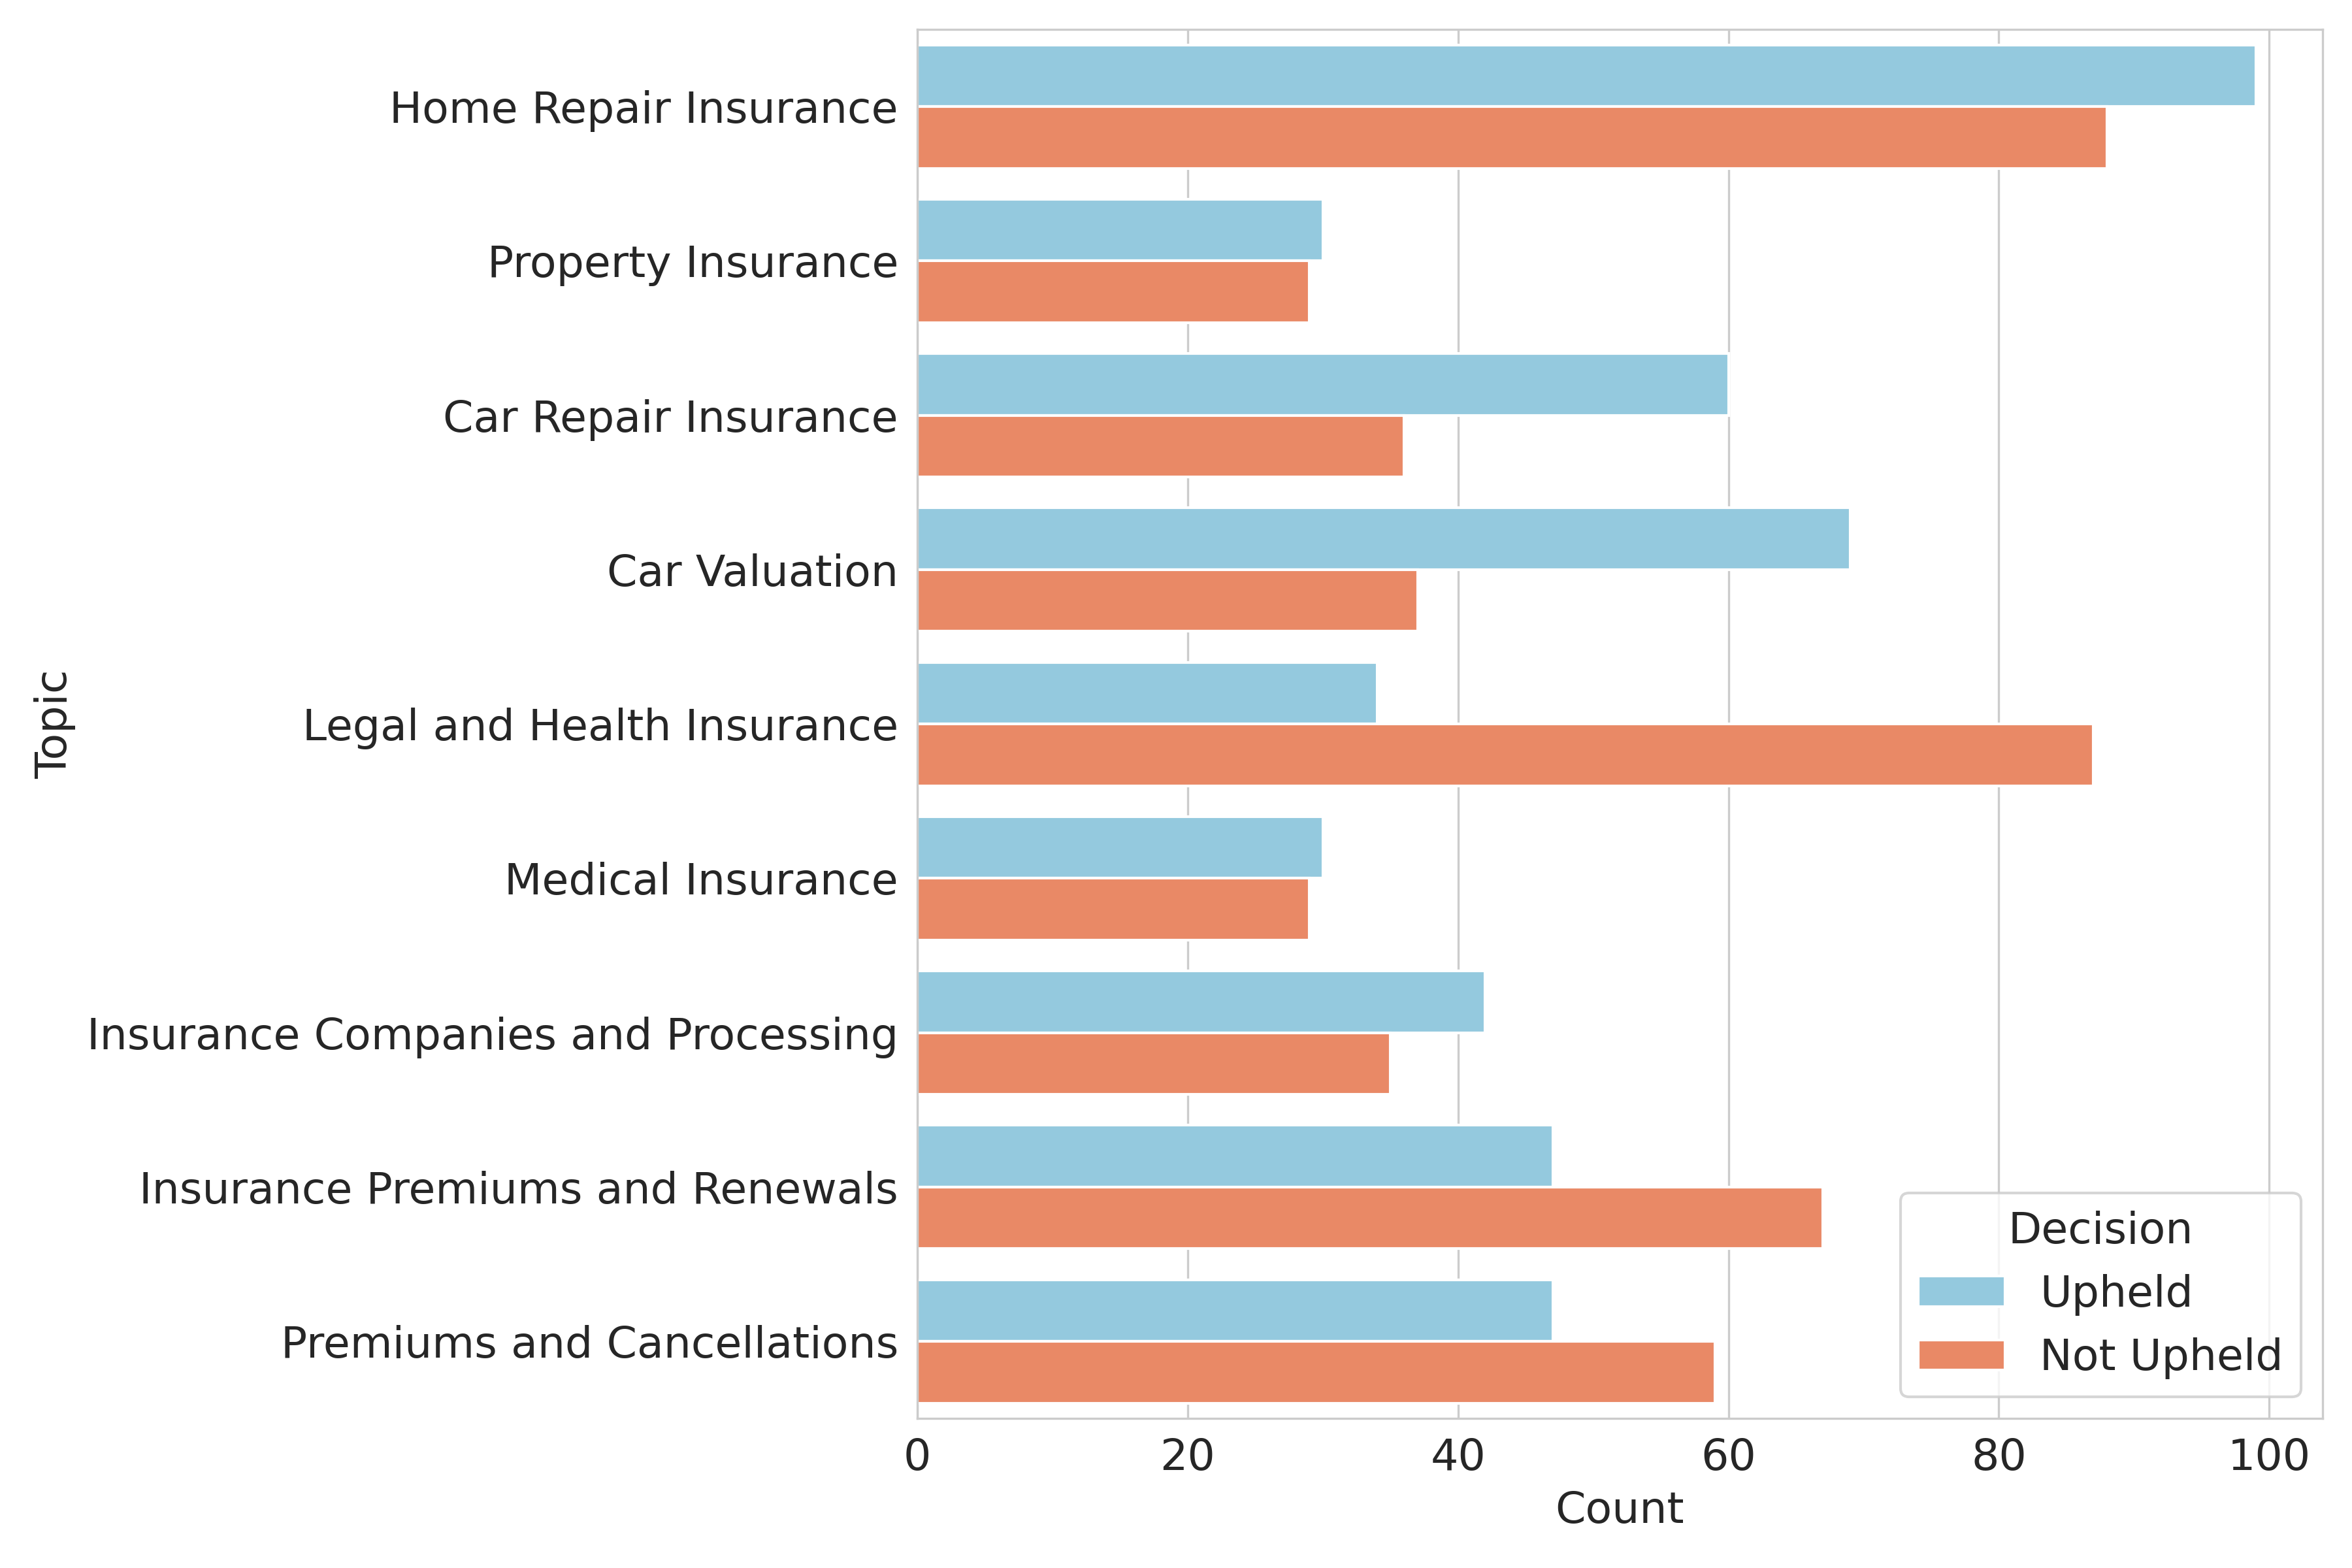 Home Repair Insurance
Property Insurance
Car Repair Insurance
Car Valuation
Legal and Health Insurance
Medical Insurance
Insurance Companies and Processing
Insurance Premiums and Renewals
Premiums and Cancellations
Topic
Decision
Upheld
Not Upheld
0 20 40 60 80 100
Count